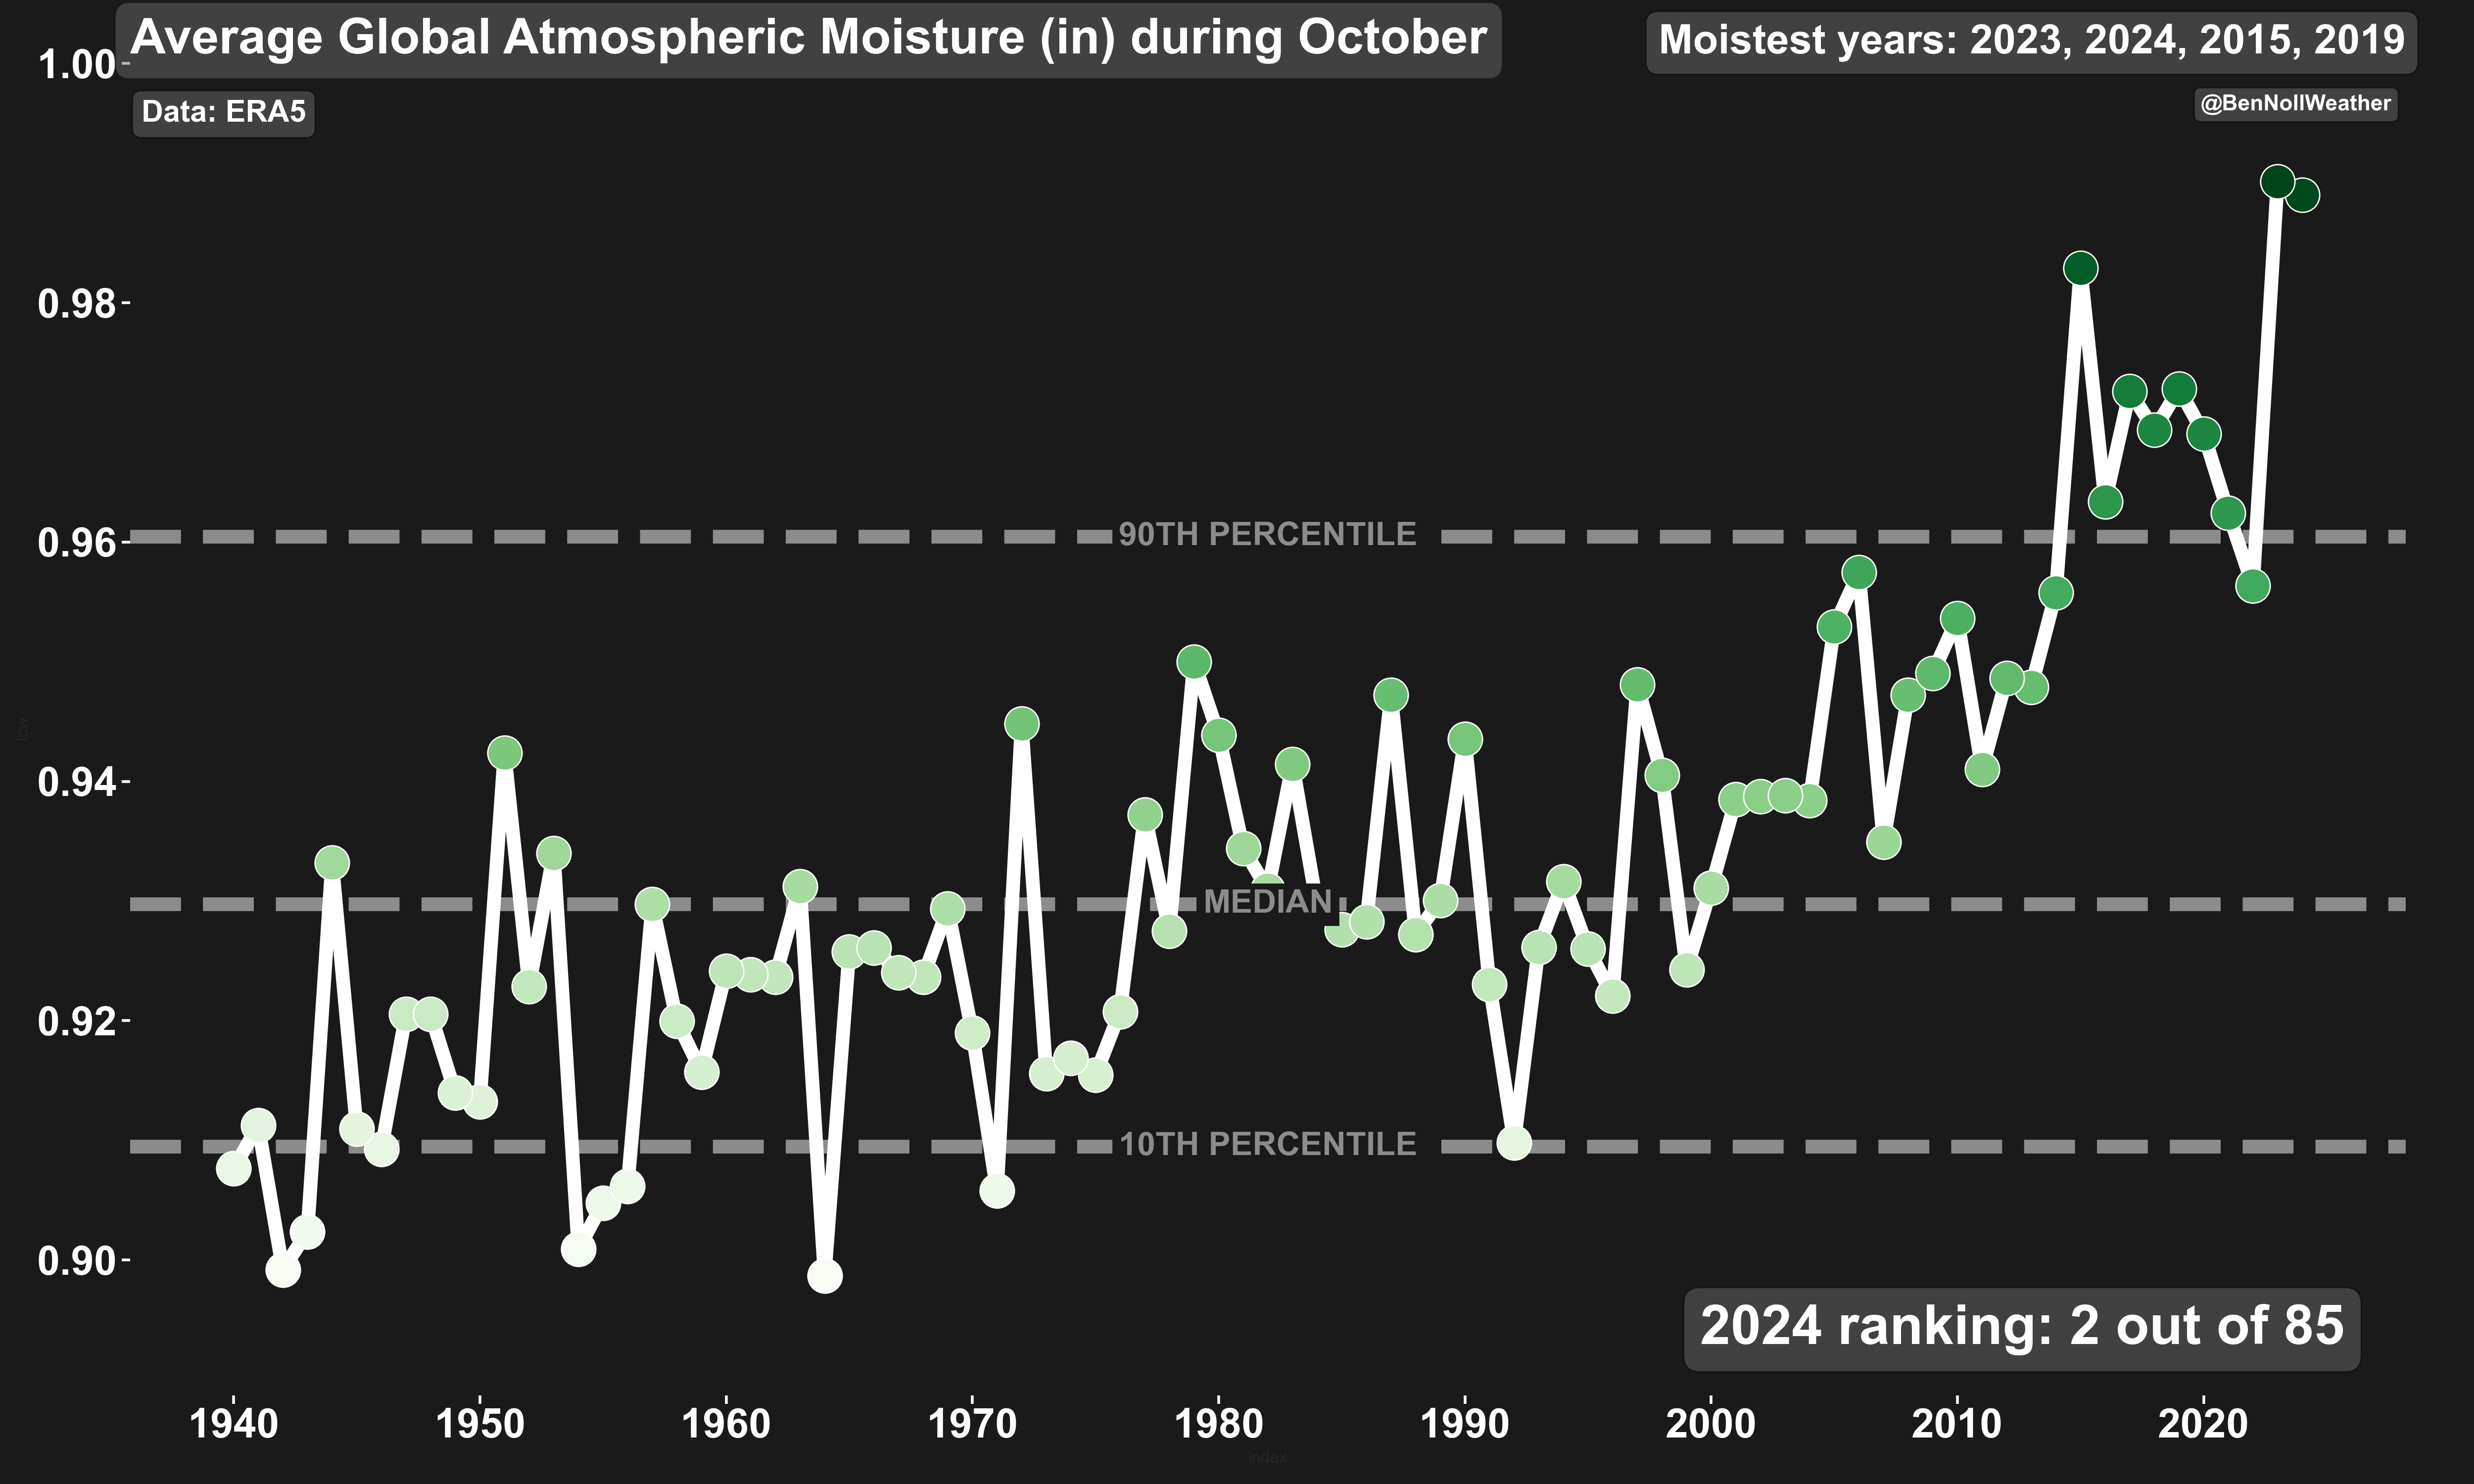 Average Global Atmospheric Moisture (in) during October
Moistest years: 2023, 2024, 2015, 2019
Data: ERA5
@BenNollWeather
1.00
0.98
0.96
0.94
0.92
0.90
90TH PERCENTILE
MEDIAN
10TH PERCENTILE
tcw
2024 ranking: 2 out of 85
1940 1950 1960 1970 1980 1990 2000 2010 2020
index